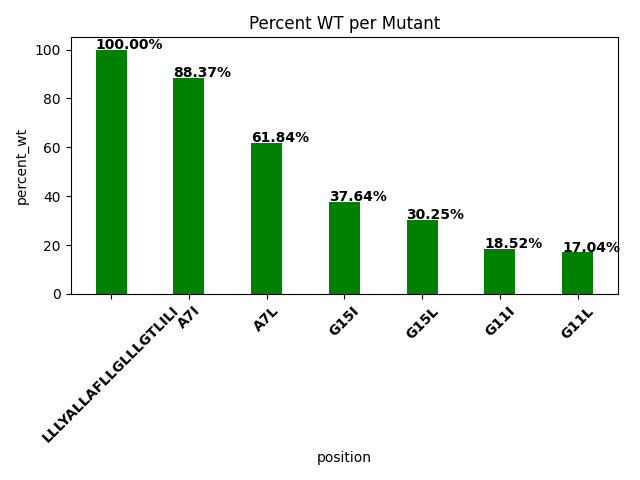 Percent WT per Mutant
percent_wt
100
80
60
40
20
0
100.00%
88.37%
61.84%
37.64%
30.25%
18.52%
17.04%
LLLYALLAFLLGLLLGTLILI
A7I
A7L
G15I
G15L
G11I
G11L
position